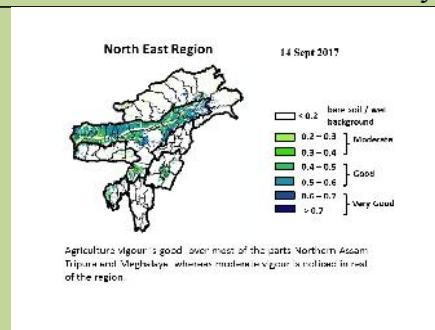 North East Region
14 Sept 2017
< 0.2 bare soil / wet background
0.2 – 0.3
Moderate
0.3 – 0.4
0.4 – 0.5
Good
0.5 – 0.6
0.6 – 0.7
Very Good
> 0.7
Agriculture vigour is good over most of the parts Northern Assam
Tripura and Meghalaya whereas moderate vigour is noticed in rest
of the region